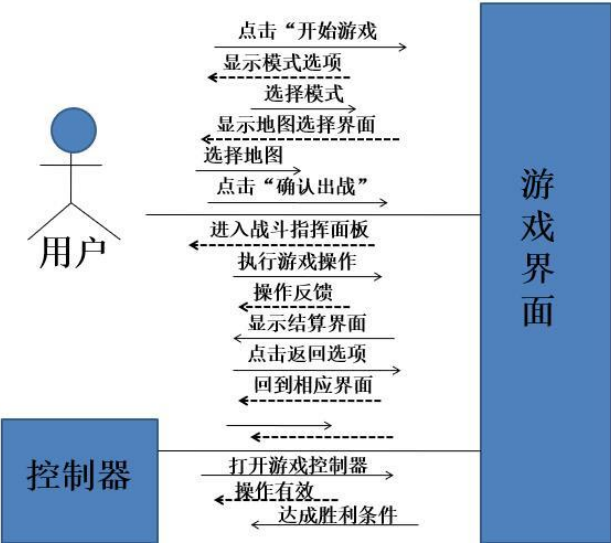 点击“开始游戏
显示模式选项
选择模式
显示地图选择界面
选择地图
点击“确认出战”
进入战斗指挥面板
执行游戏操作
操作反馈
显示结算界面
点击返回选项
回到相应界面
打开游戏控制器
操作有效
达成胜利条件
用户
控制器
游戏界面